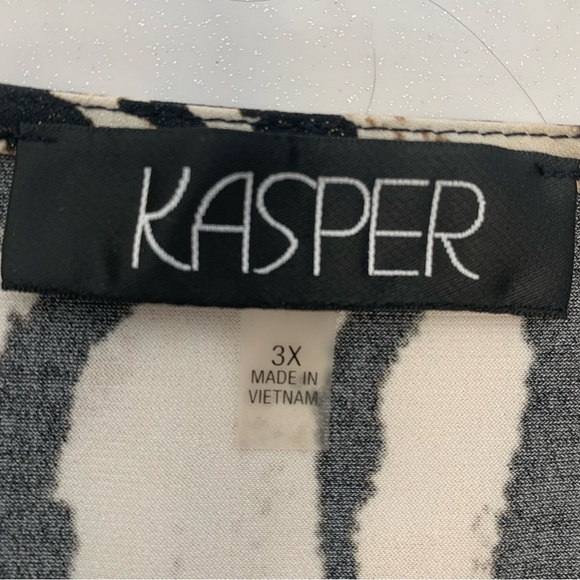 KASPER
3X
MADE IN
VIETNAM